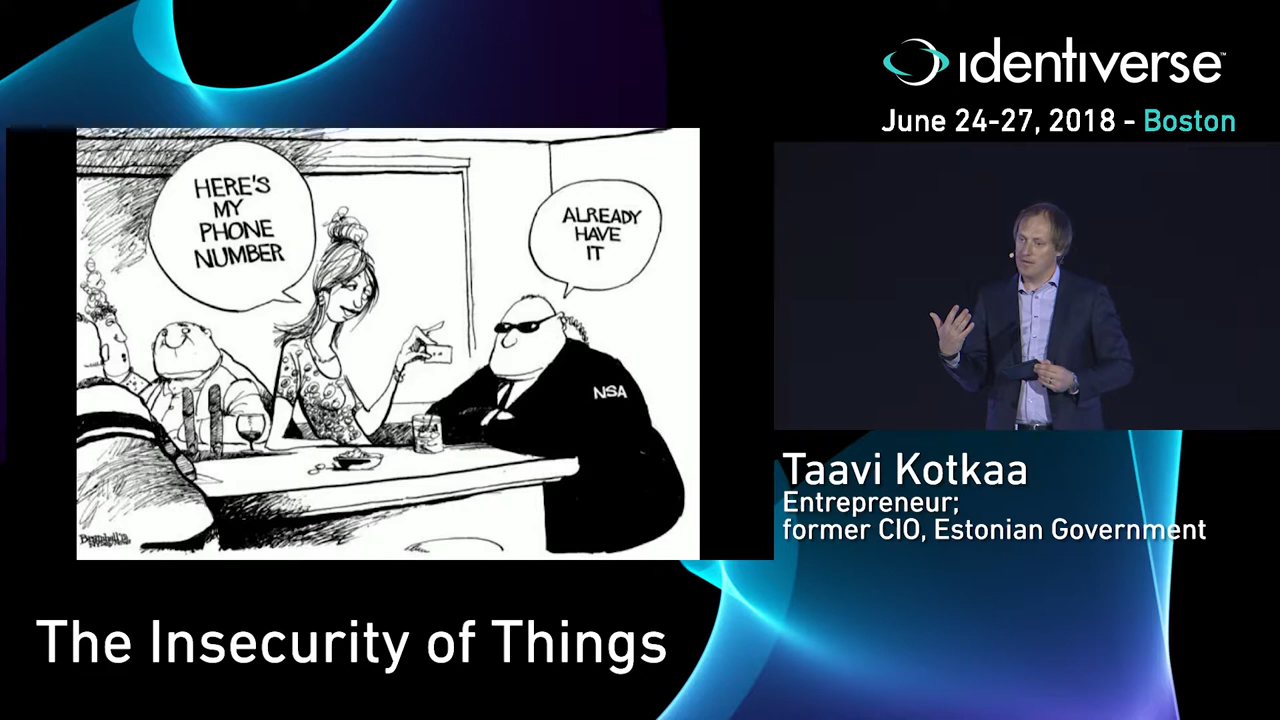 identiverse™
June 24-27, 2018 - Boston
HERE'S
MY
PHONE
NUMBER
ALREADY
HAVE
IT
NSA
Taavi Kotkaa
Entrepreneur;
former CIO, Estonian Government
The Insecurity of Things